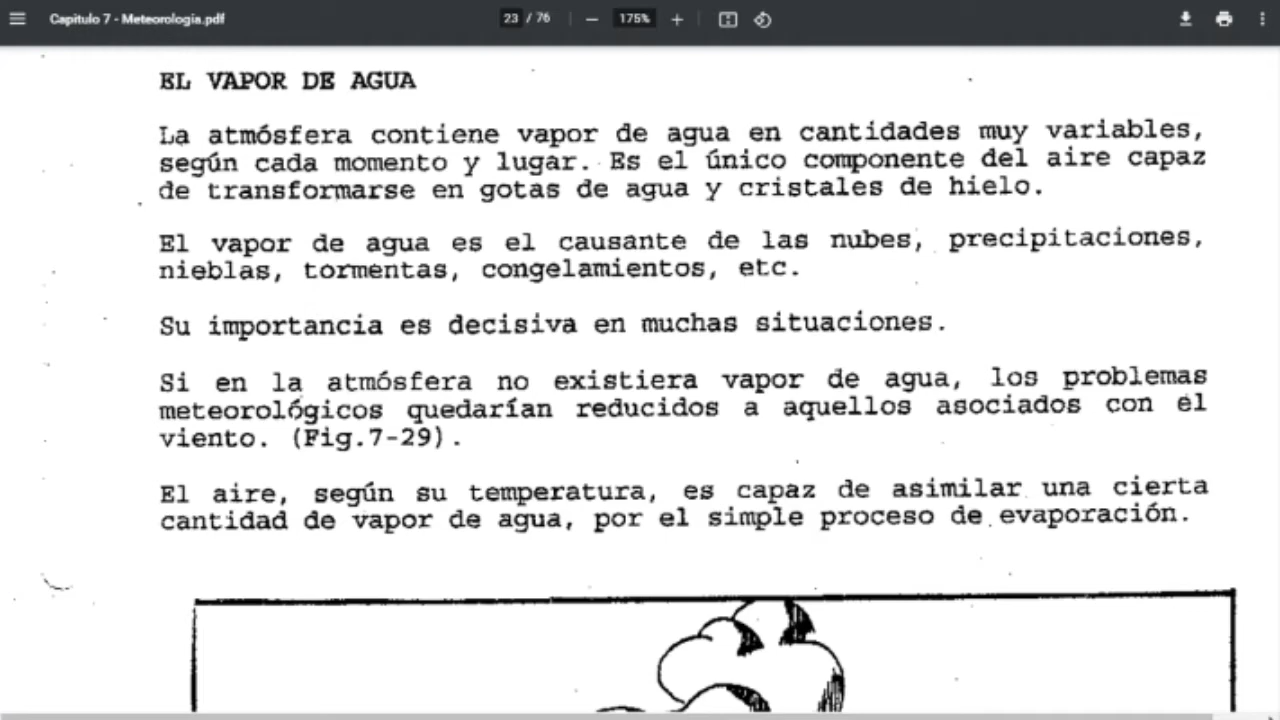 Capitulo 7 - Meteorologia.pdf
23 / 76
175%
EL VAPOR DE AGUA
La atmósfera contiene vapor de agua en cantidades muy variables,
según cada momento y lugar. Es el único componente del aire capaz
de transformarse en gotas de agua y cristales de hielo.
El vapor de agua es el causante de las nubes, precipitaciones,
nieblas, tormentas, congelamientos, etc.
Su importancia es decisiva en muchas situaciones.
Si en la atmósfera no existiera vapor de agua, los problemas
meteorológicos quedarían reducidos a aquellos asociados con el
viento. (Fig.7-29).
El aire, según su temperatura, es capaz de asimilar una cierta
cantidad de vapor de agua, por el simple proceso de evaporación.